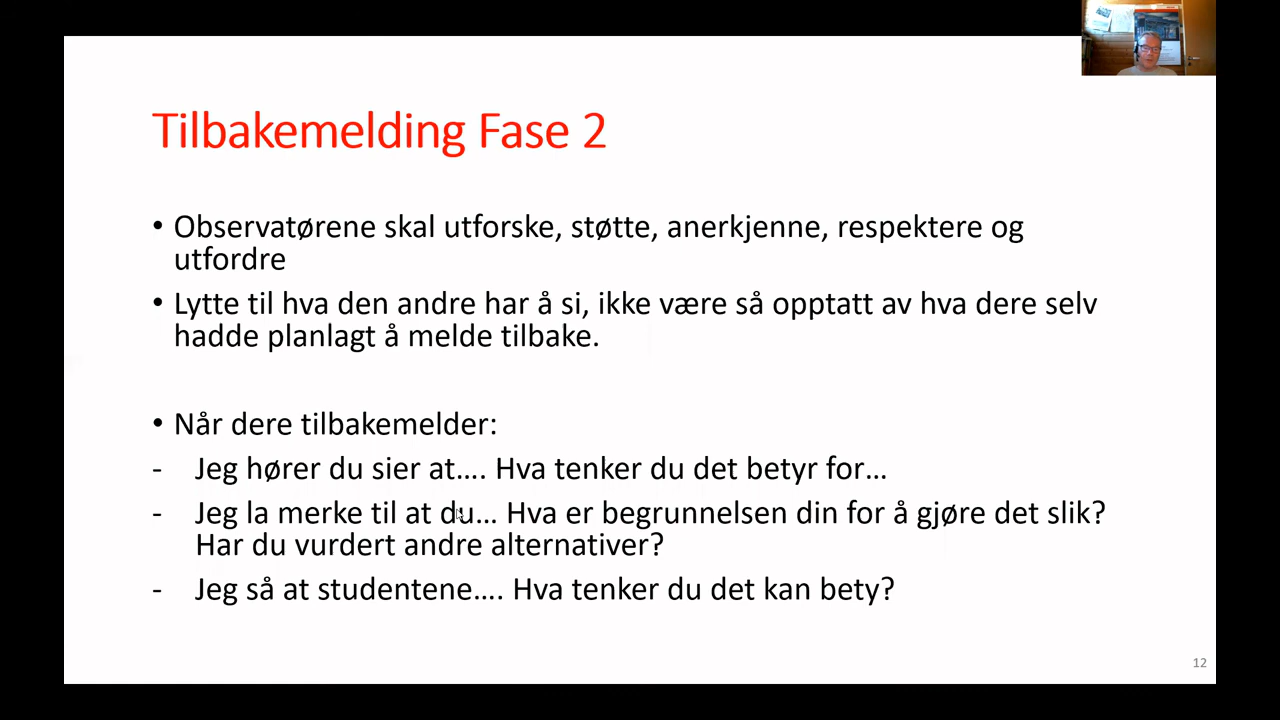 Tilbakemelding Fase 2
• Observatørene skal utforske, støtte, anerkjenne, respektere og
utfordre
• Lytte til hva den andre har å si, ikke være så opptatt av hva dere selv
hadde planlagt å melde tilbake.
• Når dere tilbakemelder:
- Jeg hører du sier at…. Hva tenker du det betyr for…
- Jeg la merke til at du… Hva er begrunnelsen din for å gjøre det slik?
Har du vurdert andre alternativer?
- Jeg så at studentene…. Hva tenker du det kan bety?
12